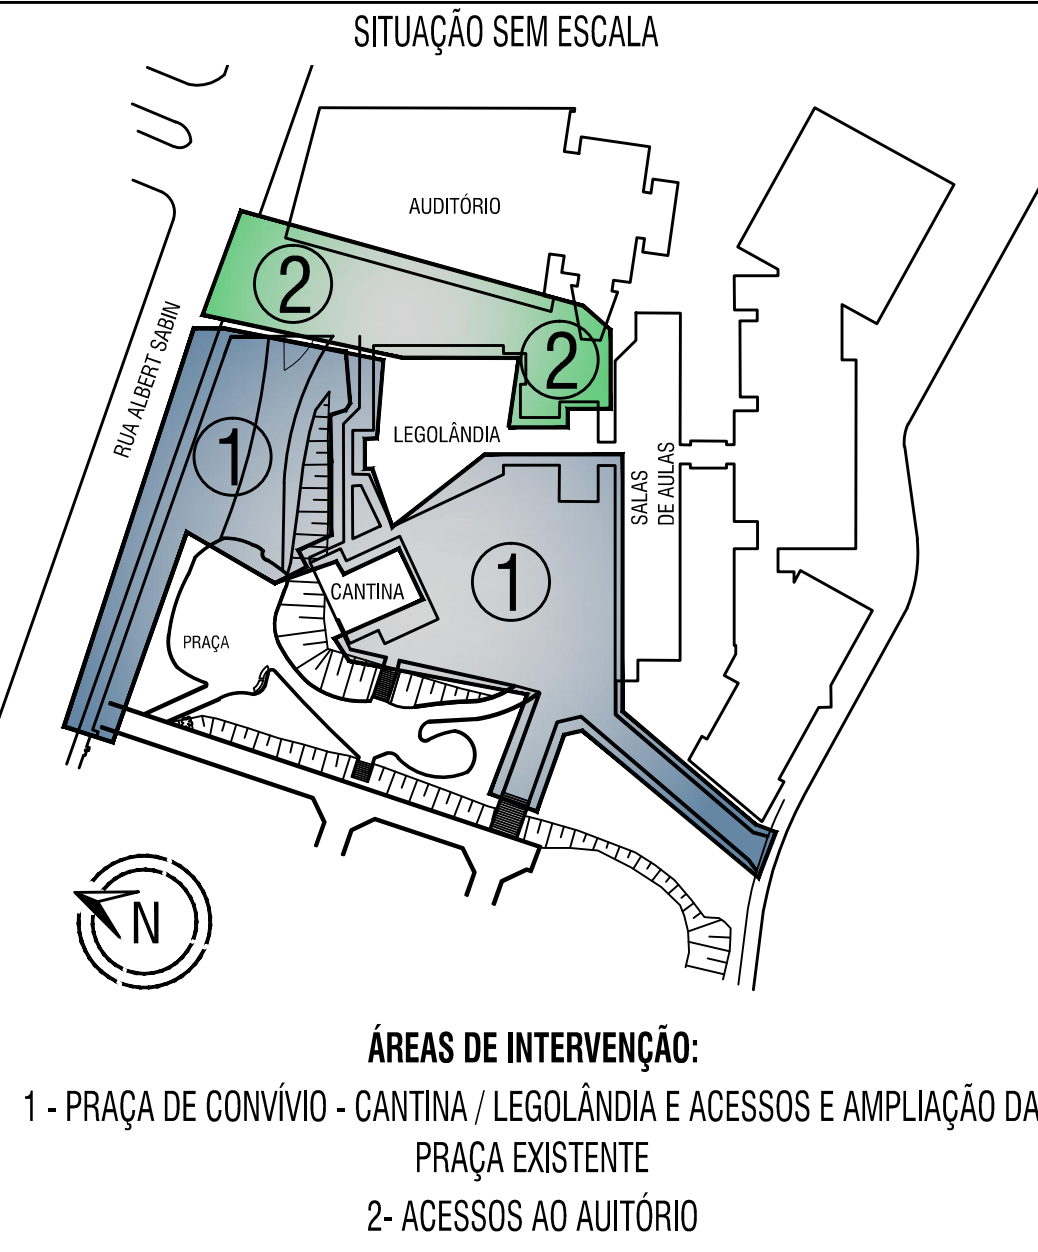 SITUAÇÃO SEM ESCALA
AUDITÓRIO
2
2
RUA ALBERT SABIN
1
LEGOLÂNDIA
SALAS
DE AULAS
1
CANTINA
PRAÇA
N
ÁREAS DE INTERVENÇÃO:
1 - PRAÇA DE CONVÍVIO - CANTINA / LEGOLÂNDIA E ACESSOS E AMPLIAÇÃO DA
PRAÇA EXISTENTE
2- ACESSOS AO AUITÓRIO